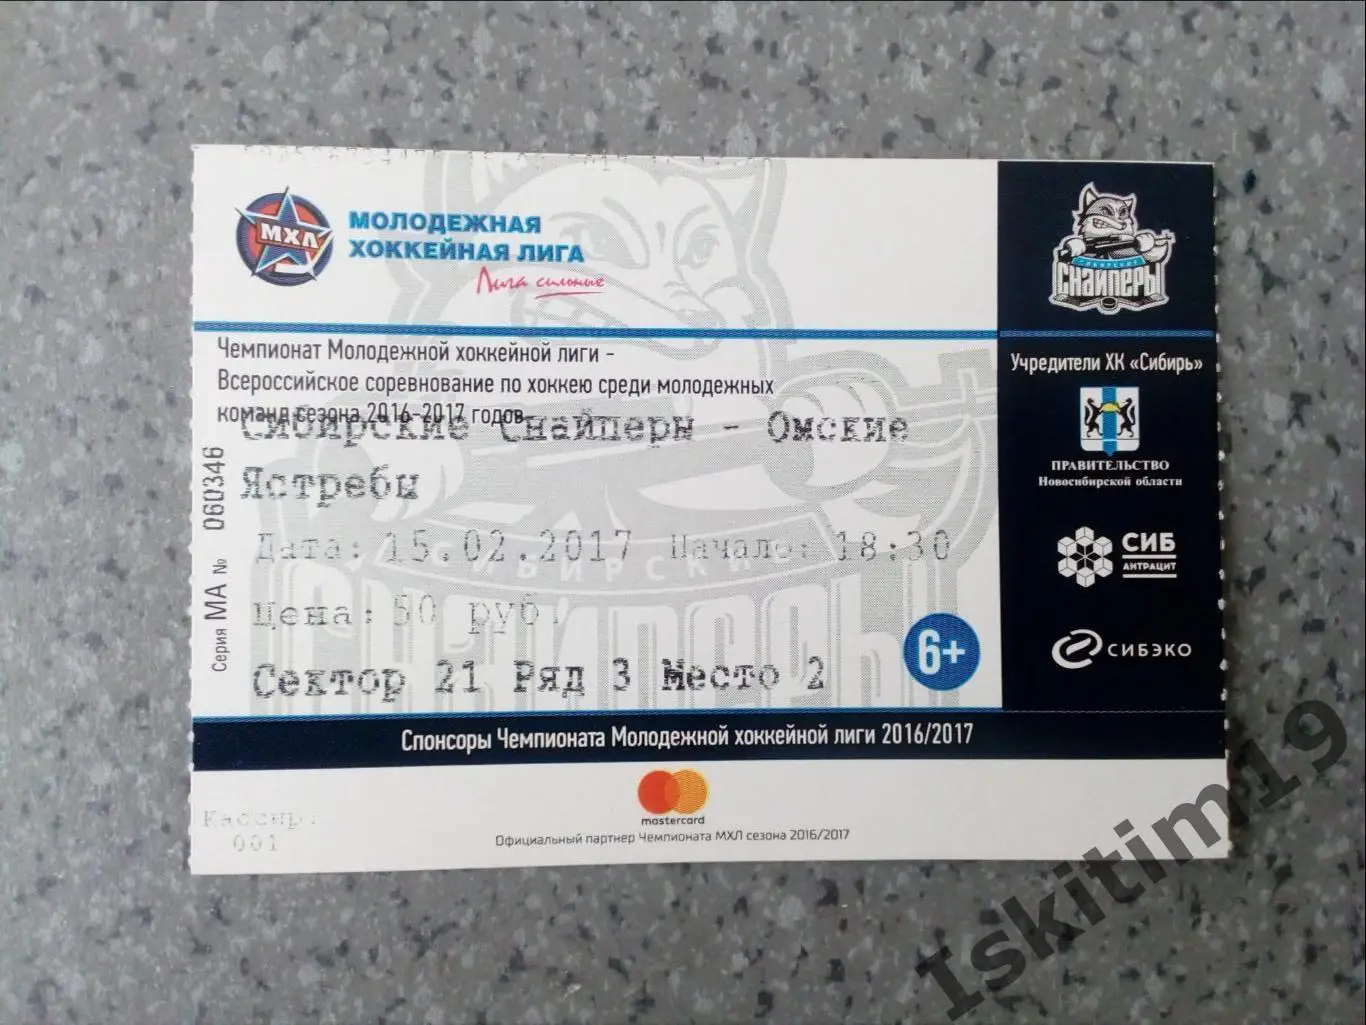 МХЛ
МОЛОДЕЖНАЯ
ХОККЕЙНАЯ ЛИГА
Лига сильных
Чемпионат Молодежной хоккейной лиги –
Всероссийское соревнование по хоккею среди молодежных
команд сезона 2016-2017 годов
Сибирские Снайперы - Омские
Ястребы
Дата: 15.02.2017 Начало: 18:30
Цена: 50 руб.
Сектор 21 Ряд 3 Место 2
6+
Серия МА № 060346
СИБИРСКИЕ
СНАЙПЕРЫ
СИБИРСКИЕ
СНАЙПЕРЫ
Учредители ХК «Сибирь»
ПРАВИТЕЛЬСТВО
Новосибирской области
СИБ
АНТРАЦИТ
СИБЭКО
Спонсоры Чемпионата Молодежной хоккейной лиги 2016/2017
mastercard
Официальный партнер Чемпионата МХЛ сезона 2016/2017
Кассир:
001
Iskitim19